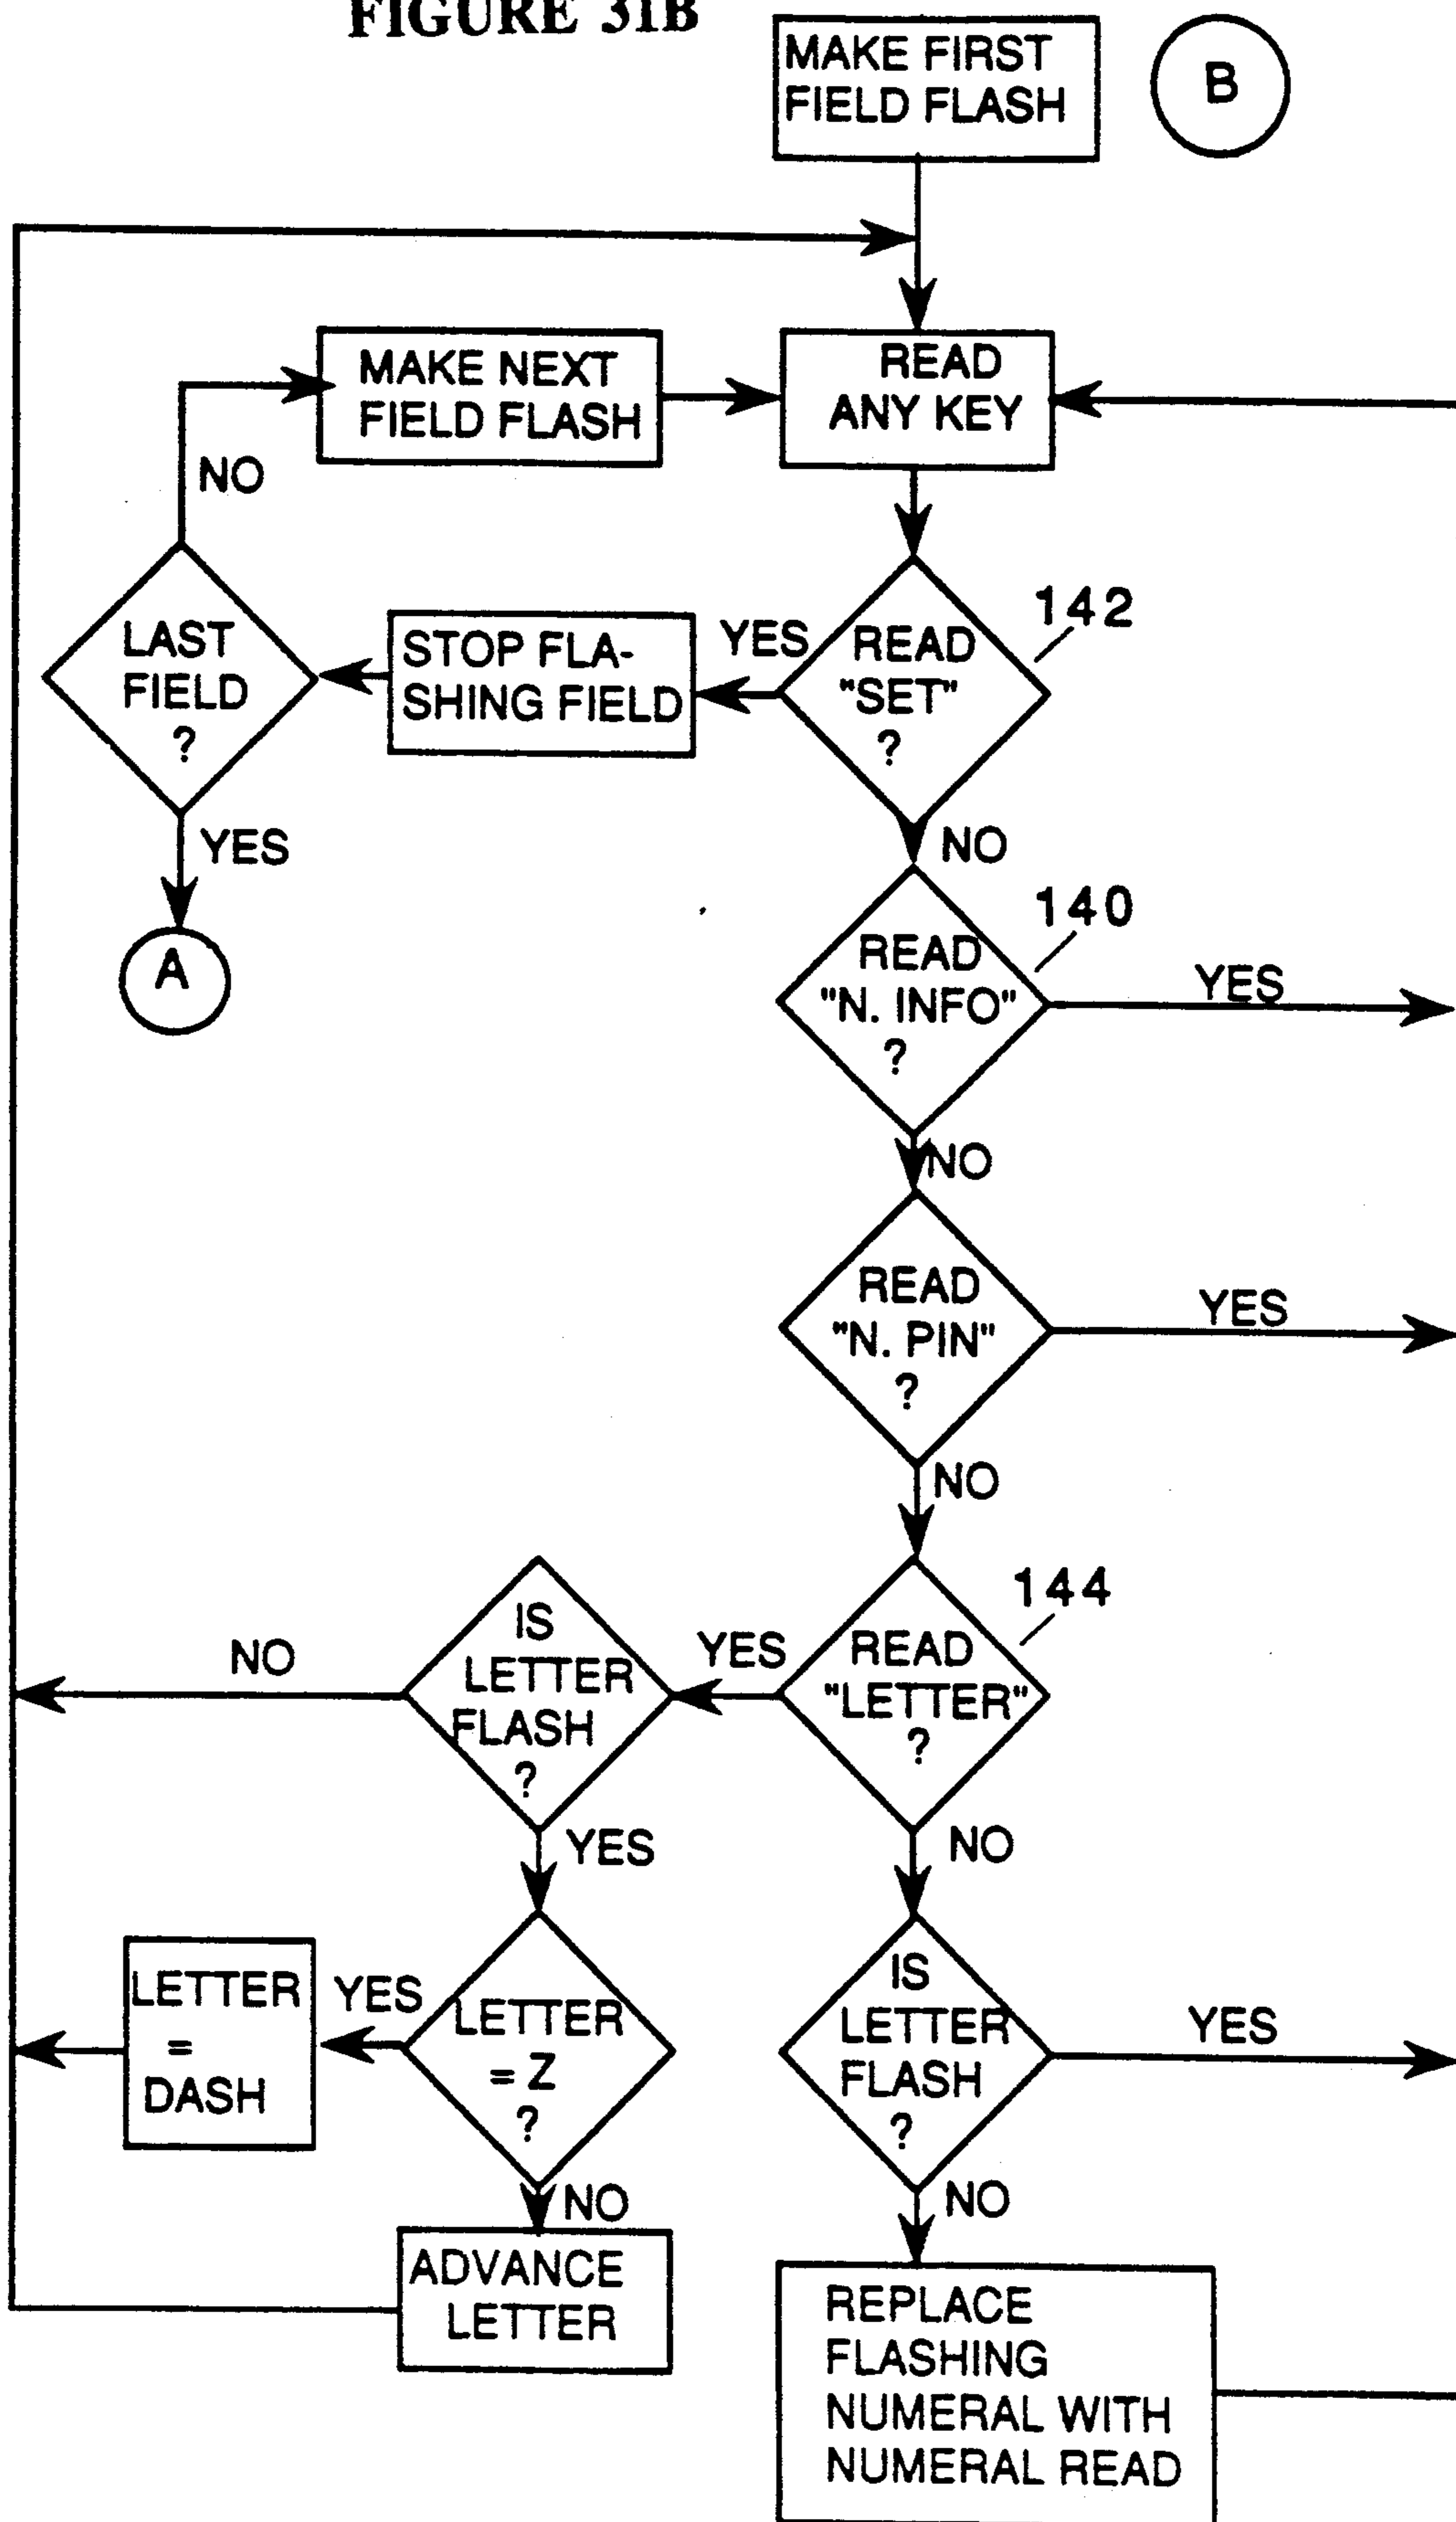 FIGURE 31B
MAKE FIRST
FIELD FLASH
B
MAKE NEXT
FIELD FLASH
READ
ANY KEY
NO
142
LAST
FIELD
?
STOP FLA-
SHING FIELD
YES
READ
"SET"
?
YES
NO
A
140
READ
"N. INFO"
?
YES
NO
READ
"N. PIN"
?
YES
NO
144
NO
IS
LETTER
FLASH
?
YES
READ
"LETTER"
?
YES
NO
LETTER
=
DASH
YES
LETTER
= Z
?
IS
LETTER
FLASH
?
YES
NO
NO
ADVANCE
LETTER
REPLACE
FLASHING
NUMERAL WITH
NUMERAL READ